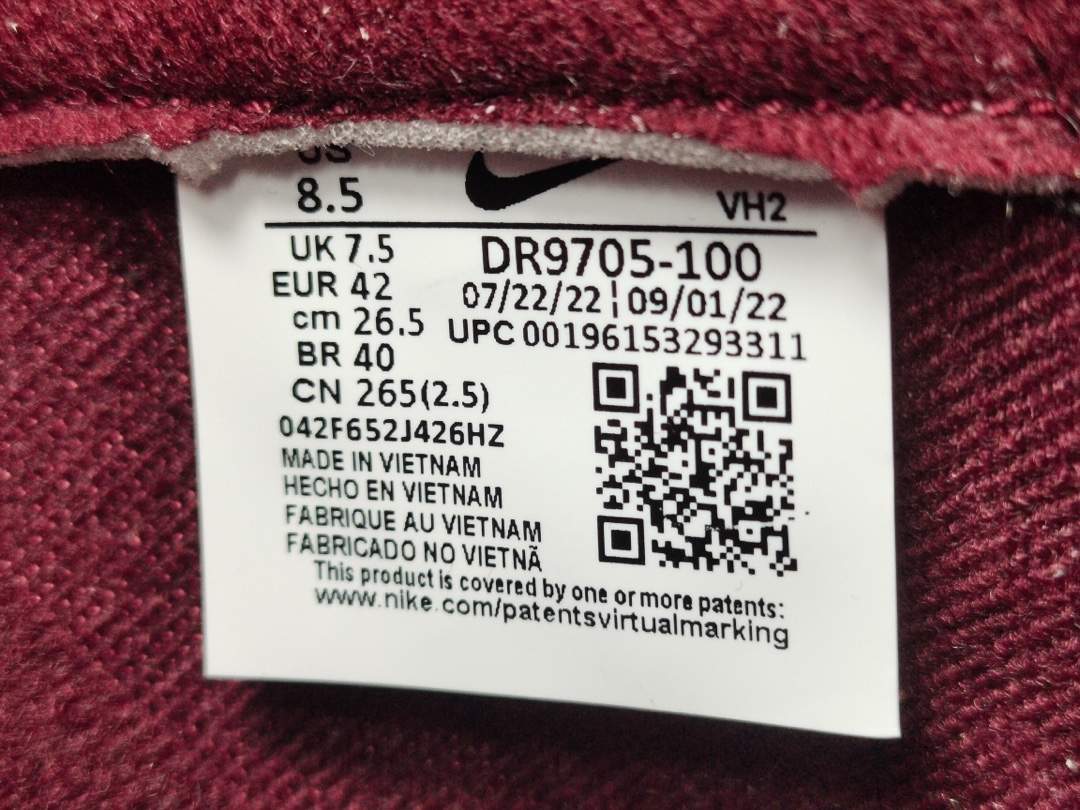 US
8.5
VH2
UK 7.5
EUR 42
cm 26.5
BR 40
CN 265(2.5)
DR9705-100
07/22/22 ¦ 09/01/22
UPC 00196153293311
042F652J426HZ
MADE IN VIETNAM
HECHO EN VIETNAM
FABRIQUE AU VIETNAM
FABRICADO NO VIETNÃ
This product is covered by one or more patents:
www.nike.com/patentsvirtualmarking